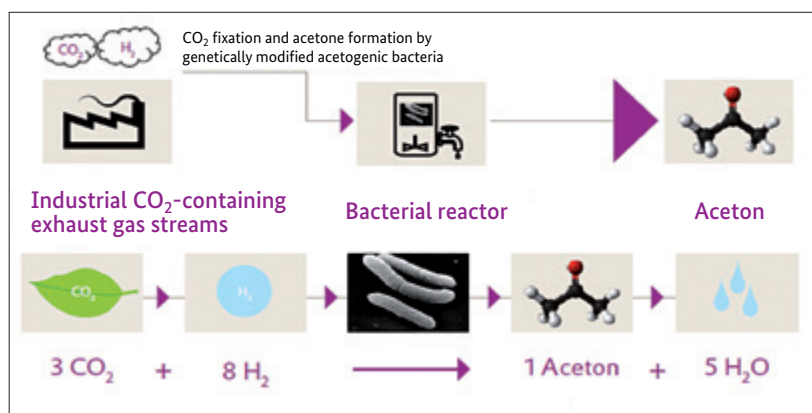 CO₂ H₂
CO₂ fixation and acetone formation by
genetically modified acetogenic bacteria
Industrial CO₂-containing
exhaust gas streams
Bacterial reactor
Aceton
CO₂
H₂
3 CO₂ + 8 H₂ 1 Aceton + 5 H₂O